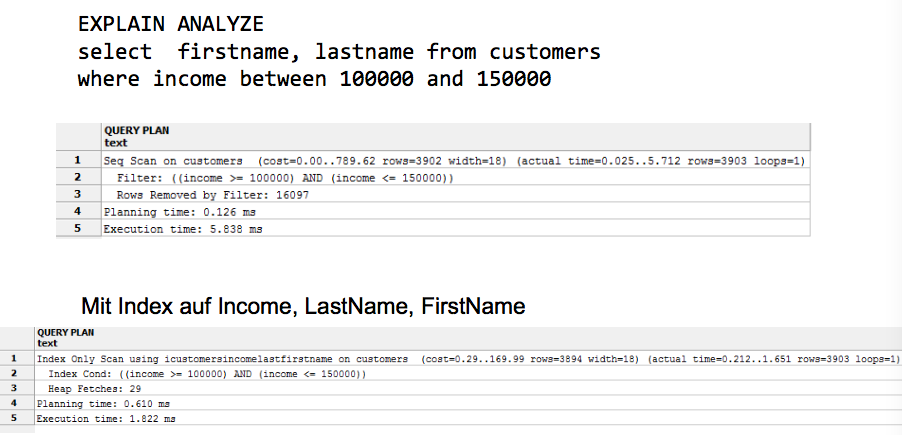 EXPLAIN ANALYZE
select  firstname, lastname from customers
where income between 100000 and 150000
QUERY PLAN
text
1 Seq Scan on customers  (cost=0.00..789.62 rows=3902 width=18) (actual time=0.025..5.712 rows=3903 loops=1)
2 Filter: ((income >= 100000) AND (income <= 150000))
3 Rows Removed by Filter: 16097
4 Planning time: 0.126 ms
5 Execution time: 5.838 ms
Mit Index auf Income, LastName, FirstName
QUERY PLAN
text
1 Index Only Scan using icustomersincomelastfirstname on customers  (cost=0.29..169.99 rows=3894 width=18) (actual time=0.212..1.651 rows=3903 loops=1)
2 Index Cond: ((income >= 100000) AND (income <= 150000))
3 Heap Fetches: 29
4 Planning time: 0.610 ms
5 Execution time: 1.822 ms